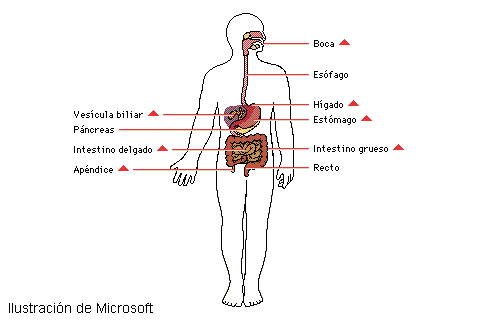 Boca
Esófago
Hígado
Vesícula biliar
Estómago
Páncreas
Intestino delgado
Intestino grueso
Apéndice
Recto
Ilustración de Microsoft